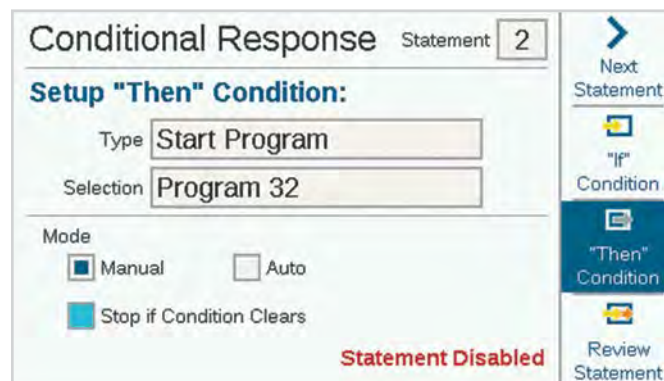 Conditional Response Statement 2
Setup "Then" Condition:
Type Start Program
Selection Program 32
Mode
Manual Auto
Stop if Condition Clears
Statement Disabled
Next
Statement
"If"
Condition
"Then"
Condition
Review
Statement